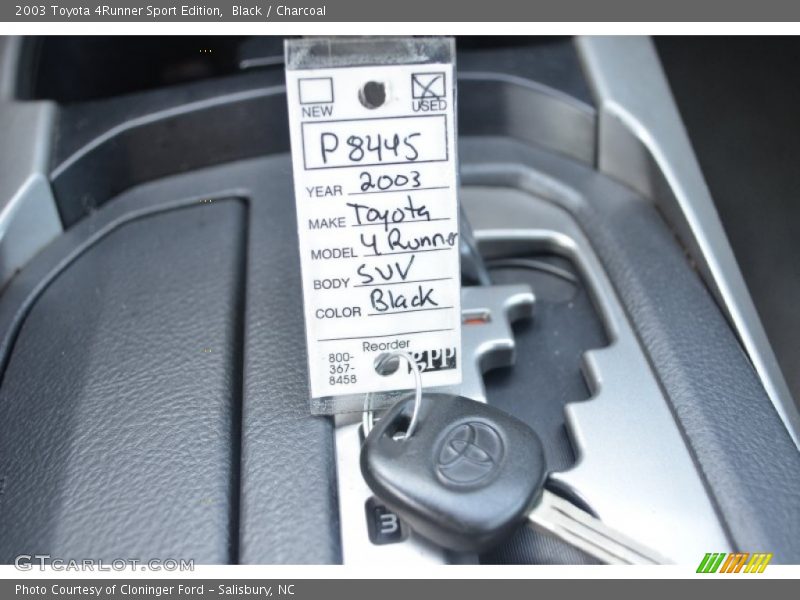 2003 Toyota 4Runner Sport Edition, Black / Charcoal
NEW USED
P8445
YEAR 2003
MAKE Toyota
MODEL 4 Runner
BODY SUV
COLOR Black
Reorder
800-
367-
8458
gpp
3
GTCarLot.com
Photo Courtesy of Cloninger Ford - Salisbury, NC